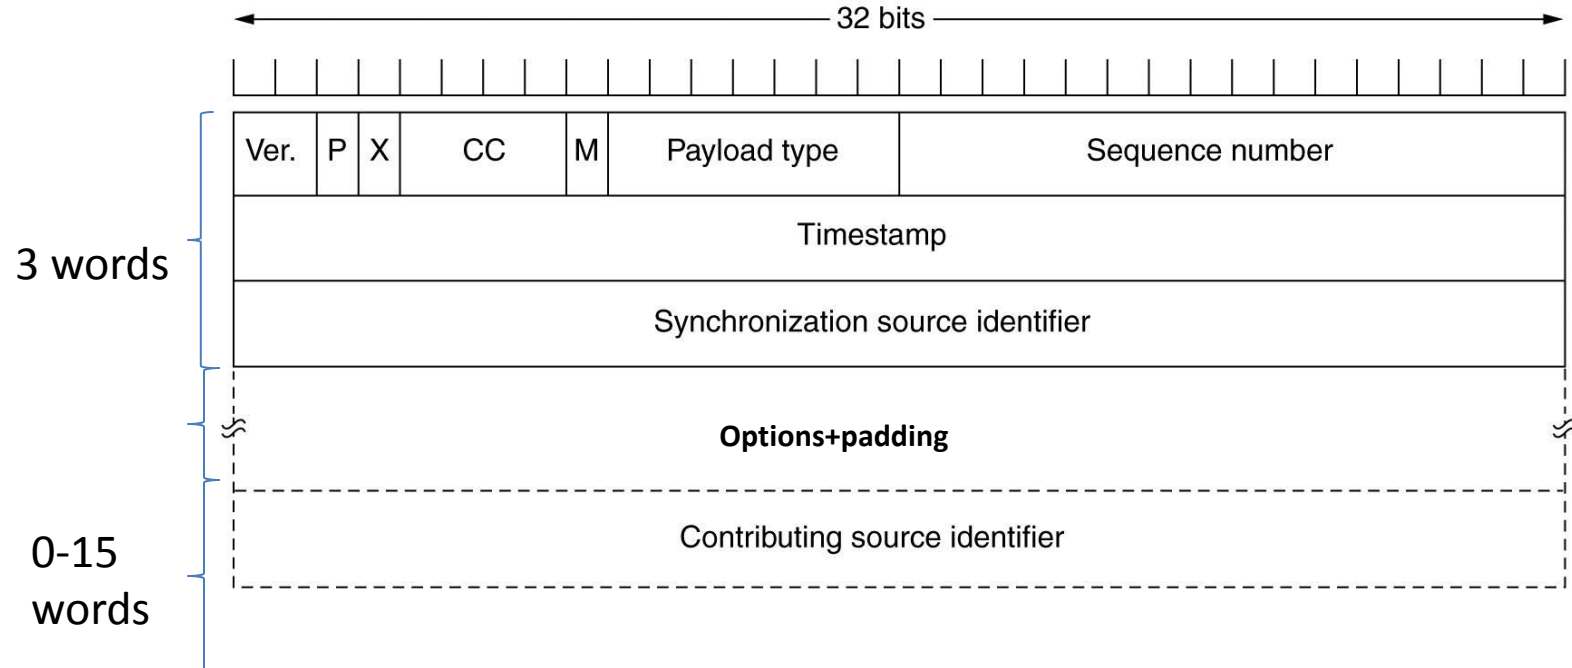 32 bits
Ver. P X CC M Payload type Sequence number
Timestamp
3 words
Synchronization source identifier
Options+padding
Contributing source identifier
0-15
words